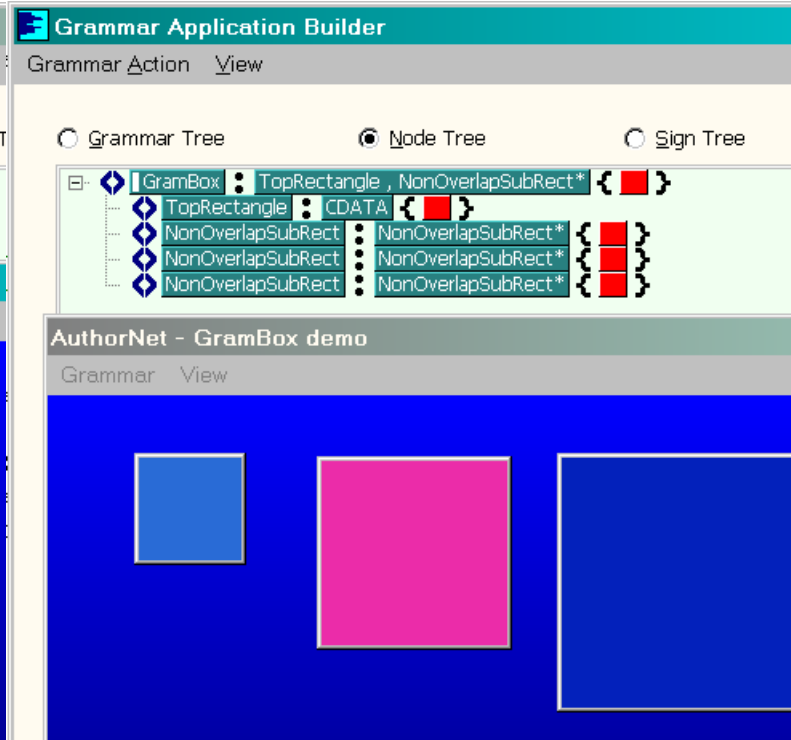 Grammar Application Builder
Grammar Action View
Grammar Tree Node Tree Sign Tree
GramBox : TopRectangle , NonOverlapSubRect* { }
TopRectangle : CDATA { }
NonOverlapSubRect : NonOverlapSubRect* { }
NonOverlapSubRect : NonOverlapSubRect* { }
NonOverlapSubRect : NonOverlapSubRect* { }
AuthorNet - GramBox demo
Grammar View